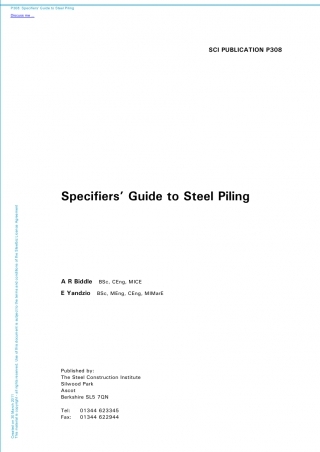 P308: Specifiers' Guide to Steel Piling
Discuss me ...
SCI PUBLICATION P308
Specifiers' Guide to Steel Piling
A R Biddle BSc, CEng, MICE
E Yandzio BSc, MEng, CEng, MIMarE
Published by:
The Steel Construction Institute
Silwood Park
Ascot
Berkshire SL5 7QN
Tel: 01344 623345
Fax: 01344 622944
Created on 30 March 2011
This material is copyright - all rights reserved. Use of this document is subject to the terms and conditions of the Steelbiz Licence Agreement